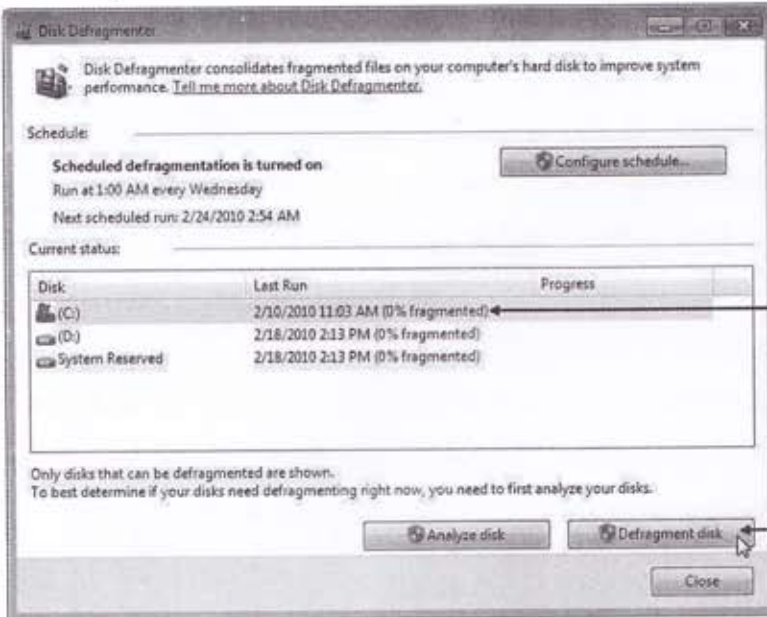 Disk Defragmenter
Disk Defragmenter consolidates fragmented files on your computer's hard disk to improve system
performance. Tell me more about Disk Defragmenter.
Schedule:
Scheduled defragmentation is turned on
Configure schedule...
Run at 1:00 AM every Wednesday
Next scheduled run: 2/24/2010 2:54 AM
Current status:
Disk Last Run Progress
(C:) 2/10/2010 11:03 AM (0% fragmented)
(D:) 2/18/2010 2:13 PM (0% fragmented)
System Reserved 2/18/2010 2:13 PM (0% fragmented)
Only disks that can be defragmented are shown.
To best determine if your disks need defragmenting right now, you need to first analyze your disks.
Analyze disk Defragment disk
Close